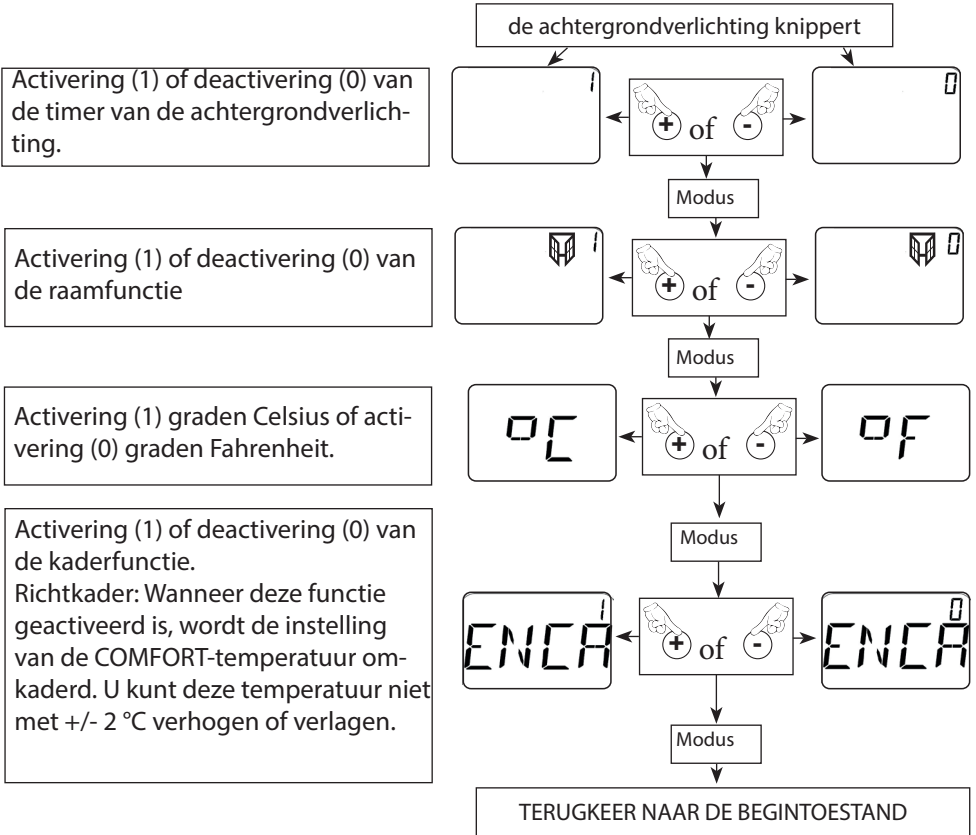 de achtergrondverlichting knippert
Activering (1) of deactivering (0) van
de timer van de achtergrondverlich-
ting.
1
+ of -
0
Modus
Activering (1) of deactivering (0) van
de raamfunctie
1
+ of -
0
Modus
Activering (1) graden Celsius of acti-
vering (0) graden Fahrenheit.
°C
+ of -
°F
Modus
Activering (1) of deactivering (0) van
de kaderfunctie.
Richtkader: Wanneer deze functie
geactiveerd is, wordt de instelling
van de COMFORT-temperatuur om-
kaderd. U kunt deze temperatuur niet
met +/- 2 °C verhogen of verlagen.
1
ENCA
+ of -
0
ENCA
Modus
TERUGKEER NAAR DE BEGINTOESTAND